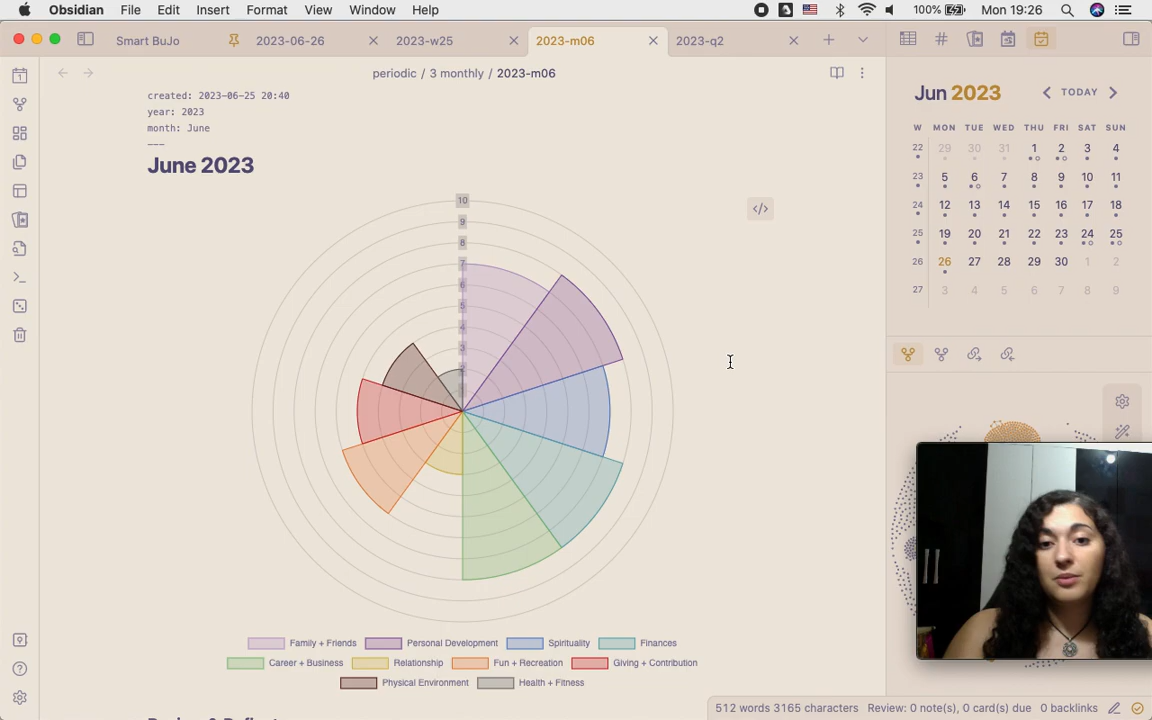 Obsidian File Edit Insert Format View Window Help 100% Mon 19:26
Smart BuJo 2023-06-26 2023-w25 2023-m06 2023-q2
periodic / 3 monthly / 2023-m06
created: 2023-06-25 20:40
year: 2023
month: June
———
June 2023
</>
10
9
8
7
6
5
4
3
2
1
Family + Friends Personal Development Spirituality Finances
Career + Business Relationship Fun + Recreation Giving + Contribution
Physical Environment Health + Fitness
Jun 2023 TODAY
W MON TUE WED THU FRI SAT SUN
22 29 30 31 1 2 3 4
23 5 6 7 8 9 10 11
24 12 13 14 15 16 17 18
25 19 20 21 22 23 24 25
26 26 27 28 29 30 1 2
27 3 4 5 6 7 8 9
512 words 3165 characters Review: 0 note(s), 0 card(s) due 0 backlinks